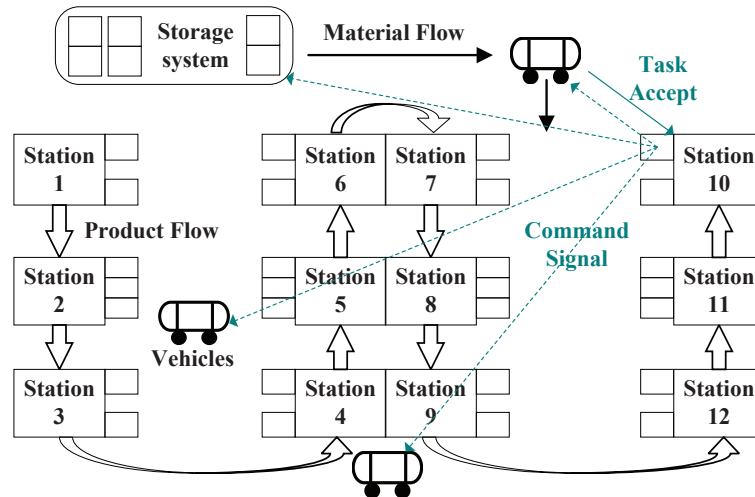 Storage
system
Material Flow
Task
Accept
Station
1
Station
6
Station
7
Station
10
Product Flow
Command
Signal
Station
2
Station
5
Station
8
Station
11
Vehicles
Station
3
Station
4
Station
9
Station
12